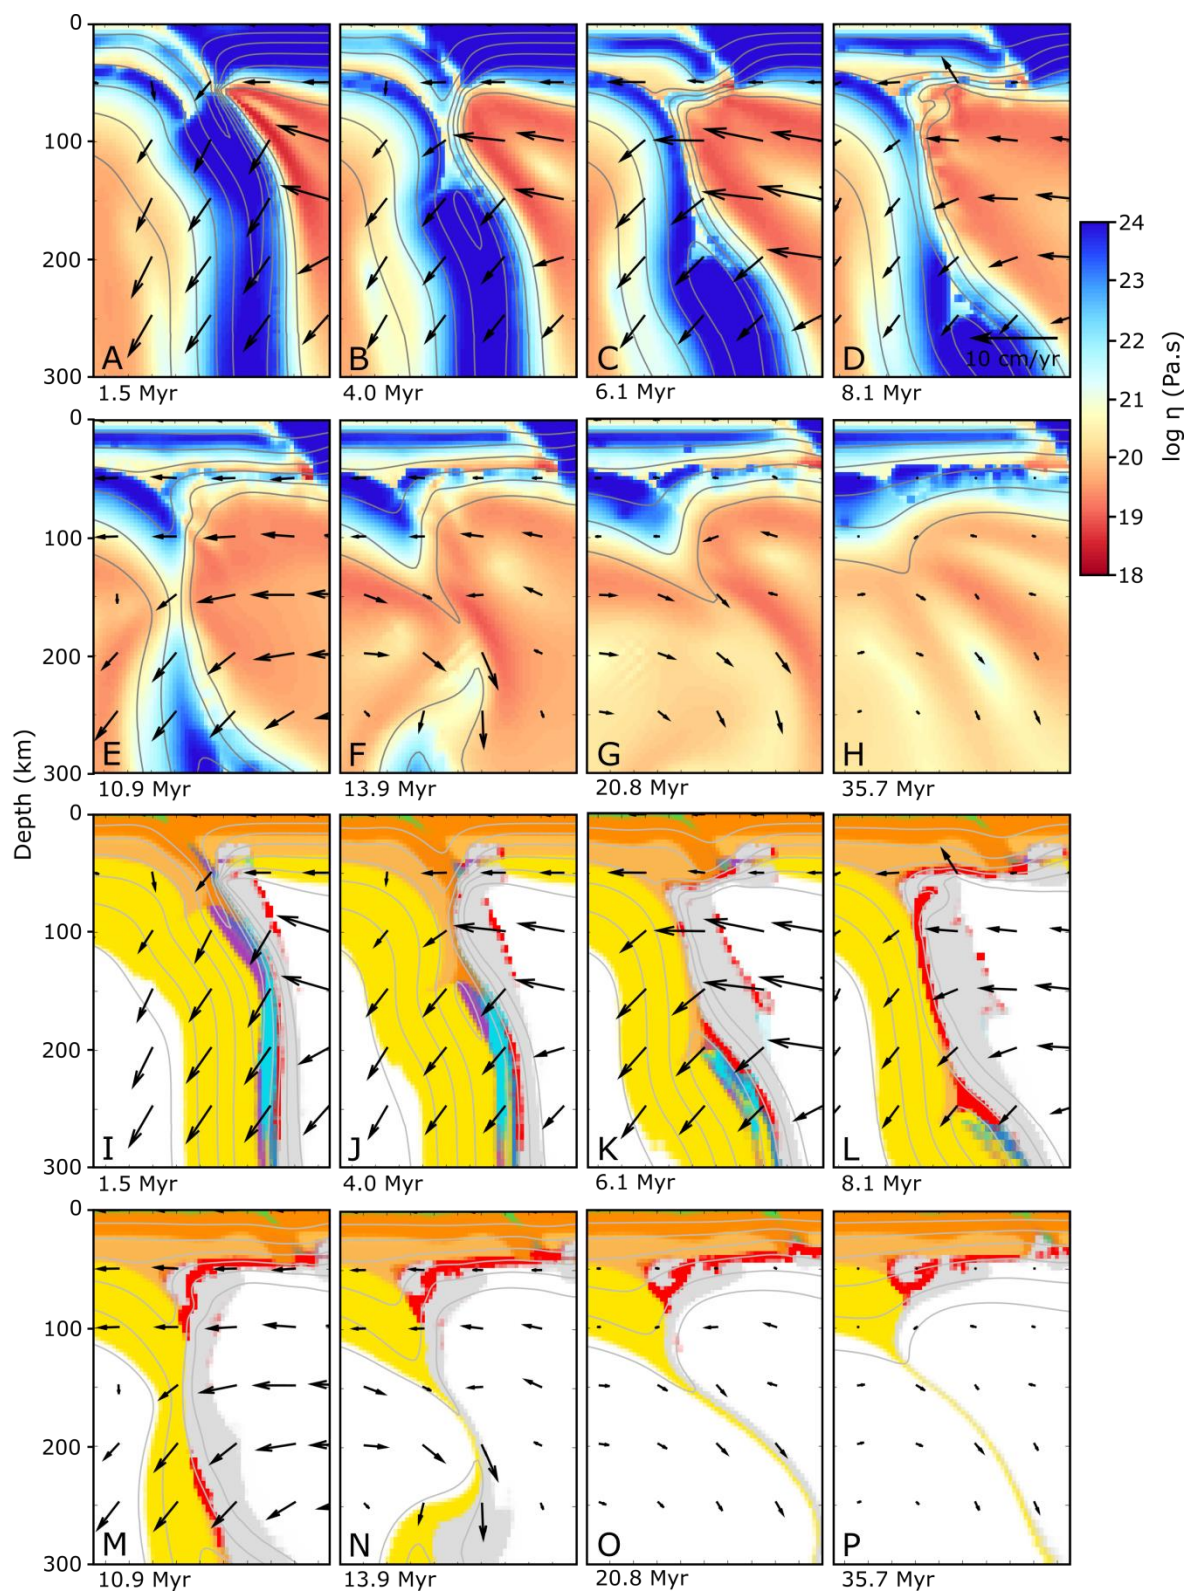 0
100
200
300
A
B
C
D
10 cm/yr
1.5 Myr
4.0 Myr
6.1 Myr
8.1 Myr
24
23
22
21
20
19
18
log η (Pa.s)
0
100
200
300
E
F
G
H
10.9 Myr
13.9 Myr
20.8 Myr
35.7 Myr
Depth (km)
0
100
200
300
I
J
K
L
1.5 Myr
4.0 Myr
6.1 Myr
8.1 Myr
0
100
200
300
M
N
O
P
10.9 Myr
13.9 Myr
20.8 Myr
35.7 Myr